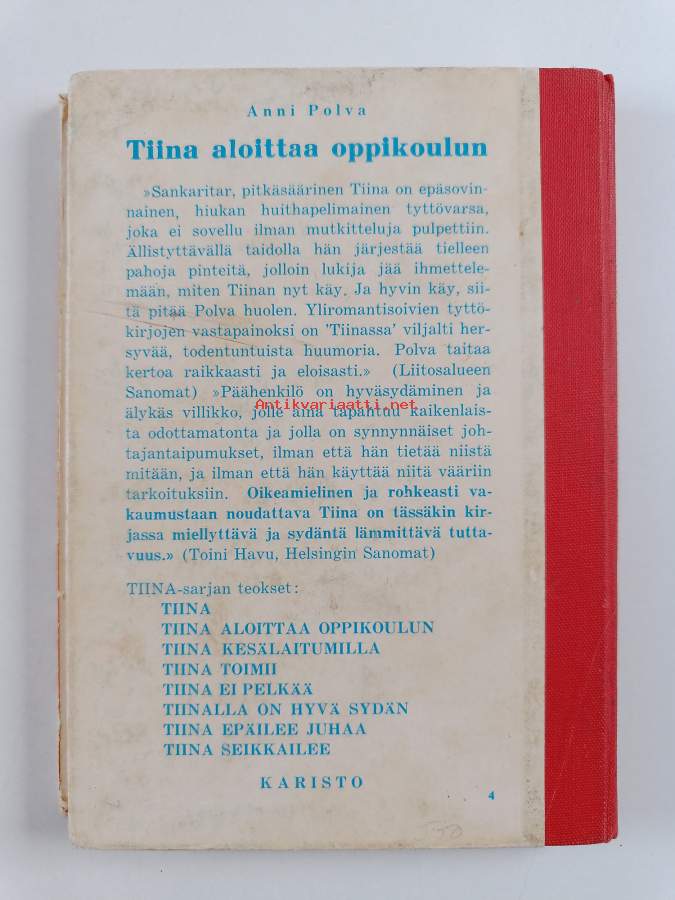 Anni Polva
Tiina aloittaa oppikoulun
»Sankaritar, pitkäsäärinen Tiina on epäsovin-
nainen, hiukan huithapelimainen tyttövarsa,
joka ei sovellu ilman mutkitteluja pulpettiin.
Ällistyttävällä taidolla hän järjestää tielleen
pahoja pinteitä, jolloin lukija jää ihmettele-
mään, miten Tiinan nyt käy. Ja hyvin käy, sii-
tä pitää Polva huolen. Yliromantisoivien tyttö-
kirjojen vastapainoksi on 'Tiinassa' viljalti her-
syvää, todentuntuista huumoria. Polva taitaa
kertoa raikkaasti ja eloisasti.» (Liitosalueen
Sanomat) »Päähenkilö on hyväsydäminen ja
Antikvariaatti.net
älykäs villikko, jolle aina tapahtuu kaikenlais-
ta odottamatonta ja jolla on synnynnäiset joh-
tajantaipumukset, ilman että hän tietää niistä
mitään, ja ilman että hän käyttää niitä vääriin
tarkoituksiin. Oikeamielinen ja rohkeasti va-
kaumustaan noudattava Tiina on tässäkin kir-
jassa miellyttävä ja sydäntä lämmittävä tutta-
vuus.» (Toini Havu, Helsingin Sanomat)
TIINA-sarjan teokset:
TIINA
TIINA ALOITTAA OPPIKOULUN
TIINA KESÄLAITUMILLA
TIINA TOIMII
TIINA EI PELKÄÄ
TIINALLA ON HYVÄ SYDÄN
TIINA EPÄILEE JUHAA
TIINA SEIKKAILEE
KARISTO
4